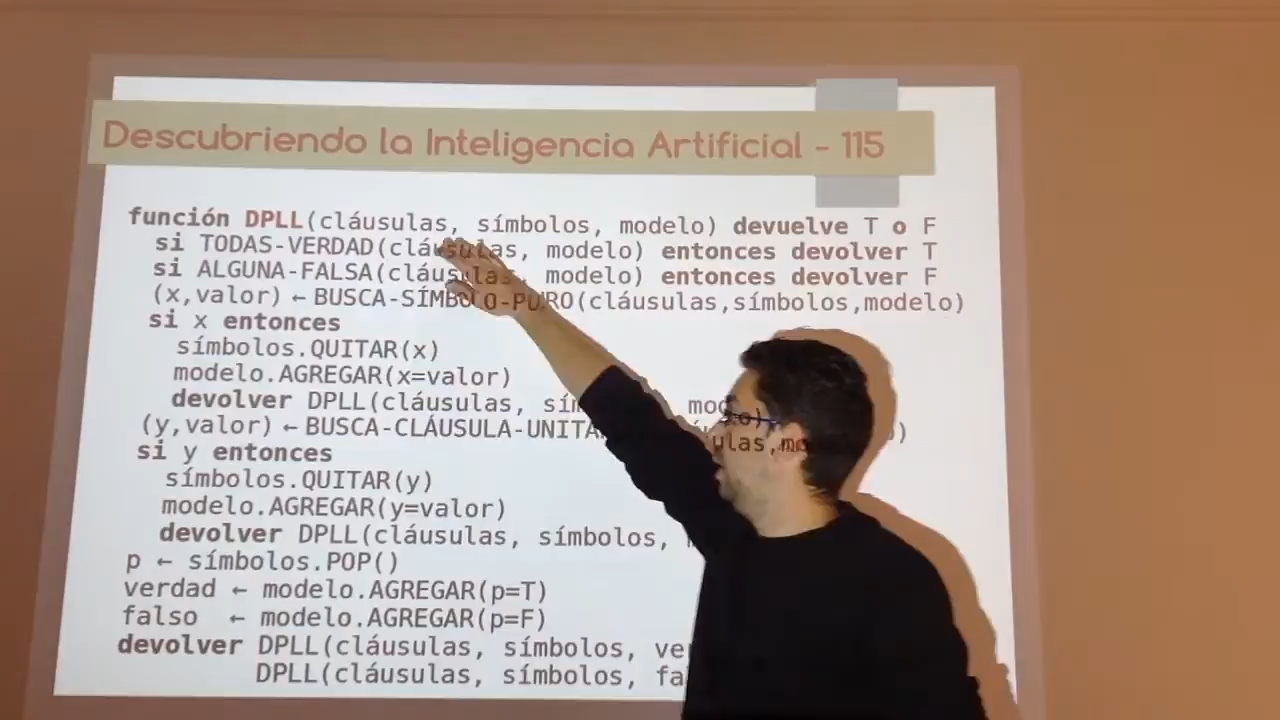 Descubriendo la Inteligencia Artificial - 115
función DPLL(cláusulas, símbolos, modelo) devuelve T o F
si TODAS-VERDAD(cláusulas, modelo) entonces devolver T
si ALGUNA-FALSA(cláusulas, modelo) entonces devolver F
(x,valor) ← BUSCA-SÍMBOLO-PURO(cláusulas,símbolos,modelo)
si x entonces
símbolos.QUITAR(x)
modelo.AGREGAR(x=valor)
devolver DPLL(cláusulas,
(y,valor) ←
si y entonces
símbolos.QUITAR(y)
modelo.AGREGAR(y=valor)
devolver DPLL(cláusulas, símbolos,
p ← símbolos.POP()
verdad ← modelo.AGREGAR(p=T)
falso ← modelo.AGREGAR(p=F)
devolver DPLL(cláusulas, símbolos,
DPLL(cláusulas, símbolos,